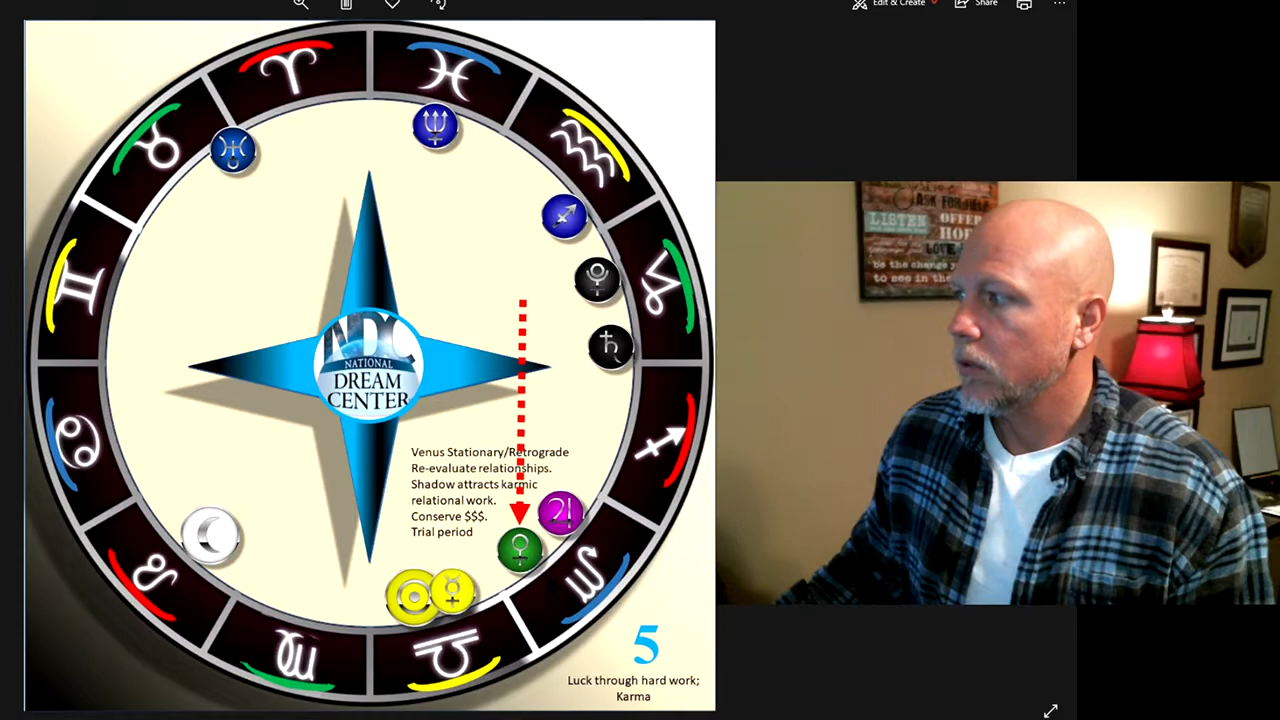 Edit & Create
Share
NDC
NATIONAL
DREAM
CENTER
Venus Stationary/Retrograde
Re-evaluate relationships.
Shadow attracts karmic
relational work.
Conserve $$$.
Trial period
5
Luck through hard work;
Karma
ASK FOR HELP
LISTEN
OFFER
HOPE
LOVE
be the change you
to see in the